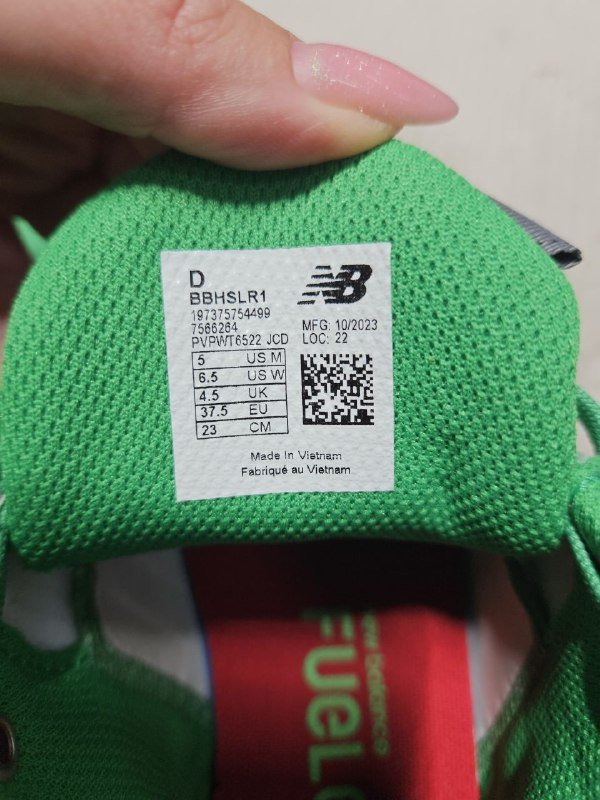 D
BBHSLR1
197375754499
7566264
PVPWT6522 JCD
NB
MFG: 10/2023
LOC: 22
5 US M
6.5 US W
4.5 UK
37.5 EU
23 CM
Made In Vietnam
Fabriqué au Vietnam
new balance
FUEL